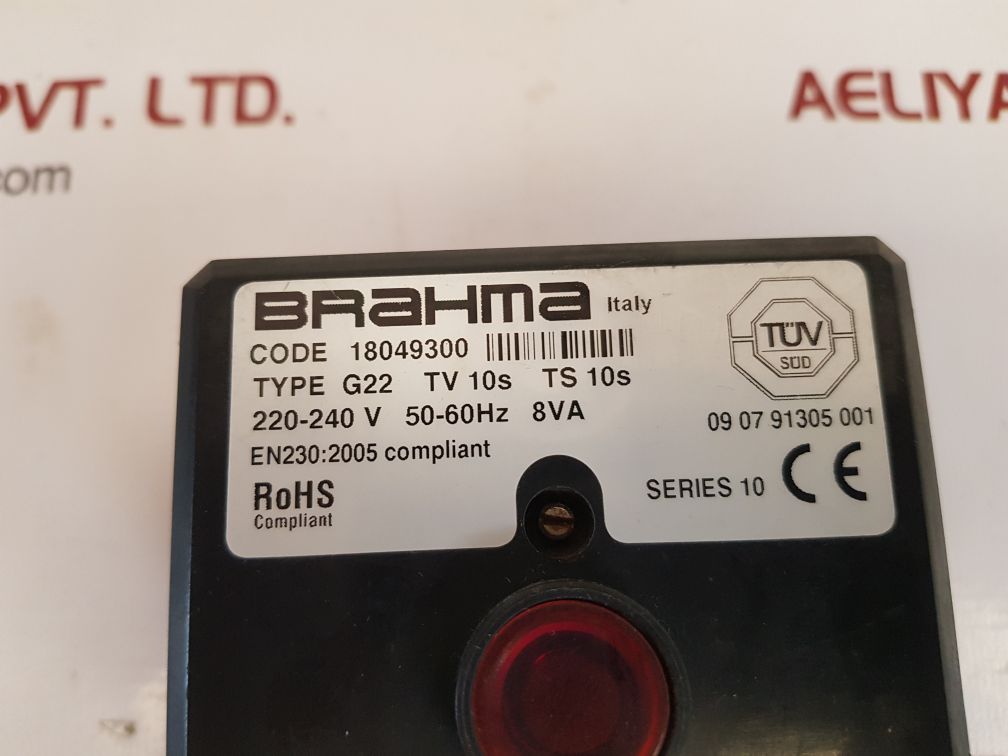 PVT. LTD.
AELIYA
com
BRAHMA Italy
CODE 18049300
TYPE G22 TV 10s TS 10s
220-240 V 50-60Hz 8VA
EN230:2005 compliant
RoHS
Compliant
TÜV
SÜD
09 07 91305 001
SERIES 10 CE